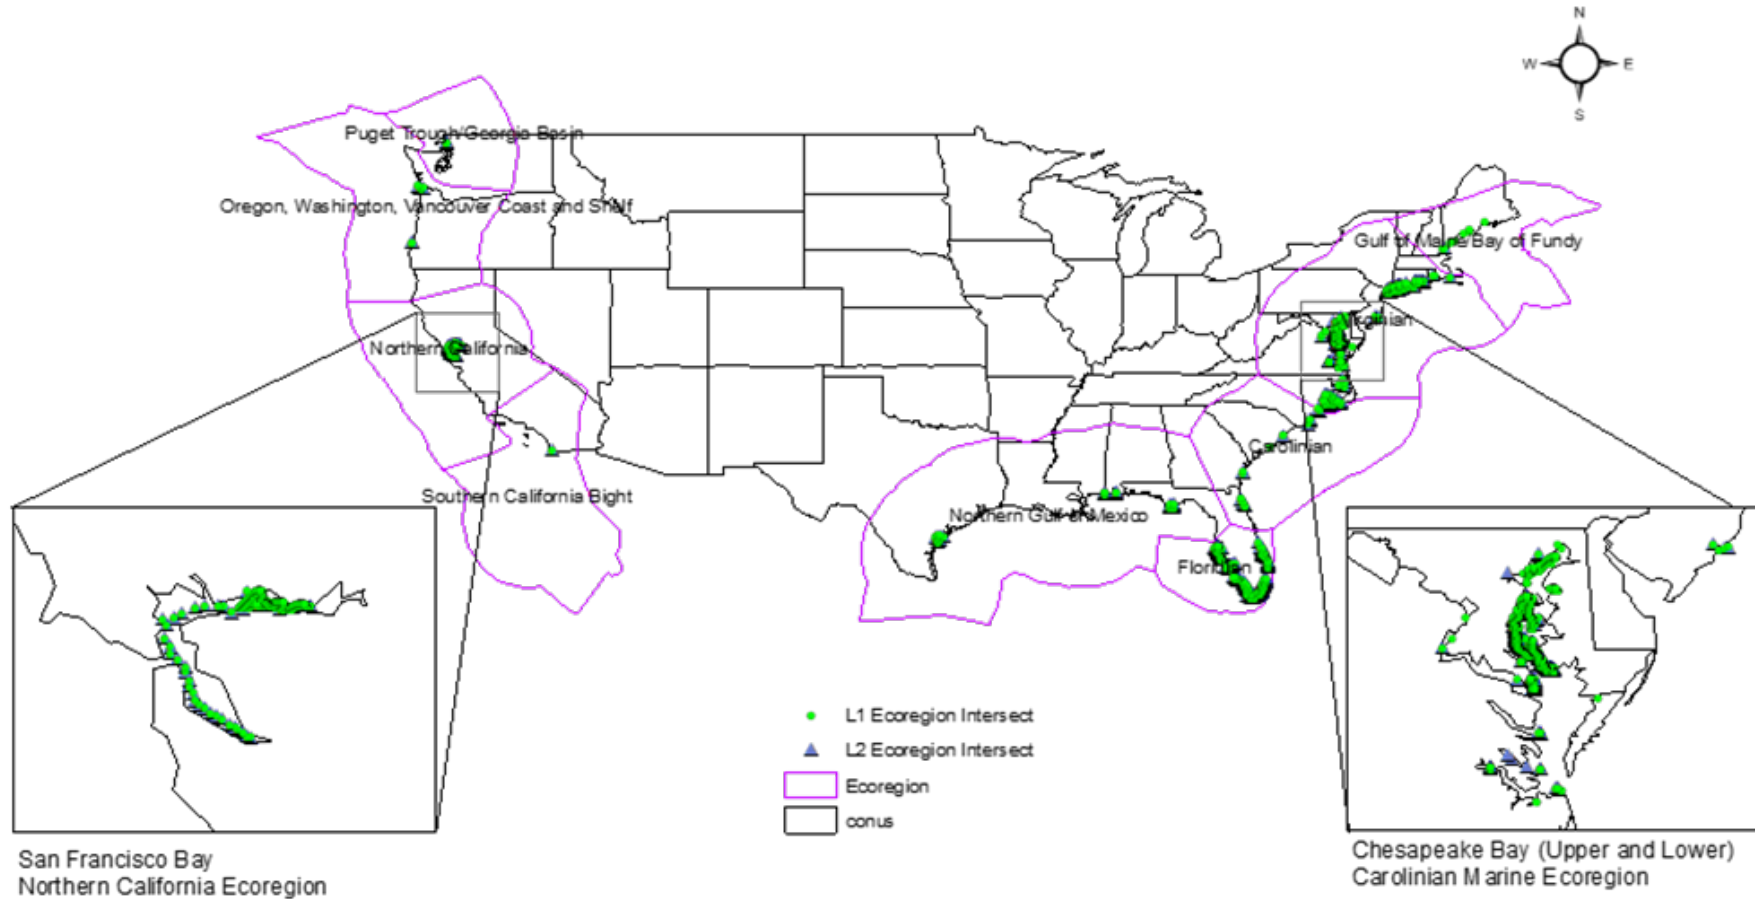 N
W E
S
Puget Trough/Georgia Basin
Oregon, Washington, Vancouver Coast and Shelf
Gulf of Maine/Bay of Fundy
Virginian
Northern California
Carolinian
Southern California Bight
Northern Gulf of Mexico
Floridian
L1 Ecoregion Intersect
L2 Ecoregion Intersect
Ecoregion
conus
San Francisco Bay
Northern California Ecoregion
Chesapeake Bay (Upper and Lower)
Carolinian Marine Ecoregion